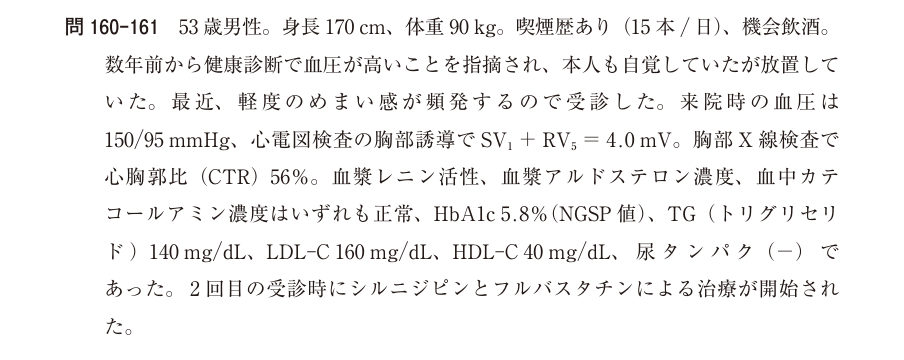 問 160-161 53 歳男性。身長 170 cm、体重 90 kg。喫煙歴あり（15 本 / 日）、機会飲酒。
数年前から健康診断で血圧が高いことを指摘され、本人も自覚していたが放置して
いた。最近、軽度のめまい感が頻発するので受診した。来院時の血圧は
150/95 mmHg、心電図検査の胸部誘導で SV₁ + RV₅ = 4.0 mV。胸部 X 線検査で
心胸郭比（CTR）56%。血漿レニン活性、血漿アルドステロン濃度、血中カテ
コールアミン濃度はいずれも正常、HbA1c 5.8%（NGSP 値）、TG（トリグリセリ
ド）140 mg/dL、LDL-C 160 mg/dL、HDL-C 40 mg/dL、尿タンパク（−）で
あった。2 回目の受診時にシルニジピンとフルバスタチンによる治療が開始され
た。